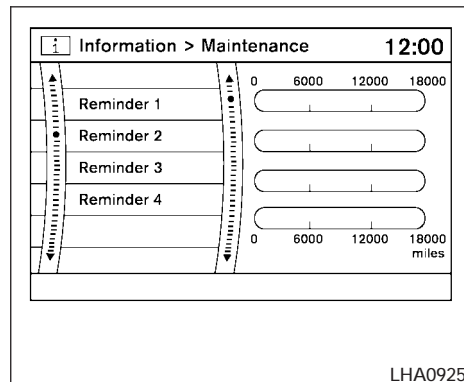 i Information > Maintenance 12:00
0 6000 12000 18000
Reminder 1
Reminder 2
Reminder 3
Reminder 4
0 6000 12000 18000
miles
LHA0925